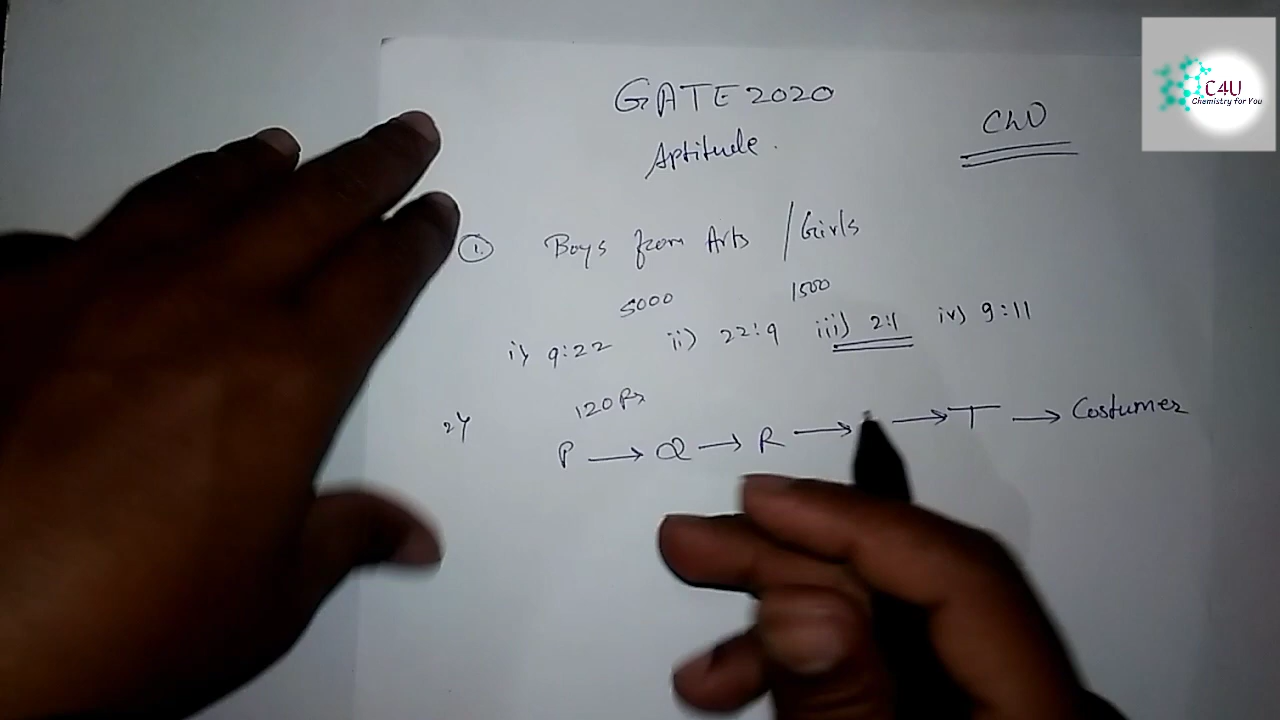 GATE 2020
Aptitude.
C4U
Chemistry for You
① Boys from Arts / Girls
5000 1500
i) 9:22 ii) 22:9 iii) 2:1 iv) 9:11
120 Rs
2) P → Q → R → → T → Costumer